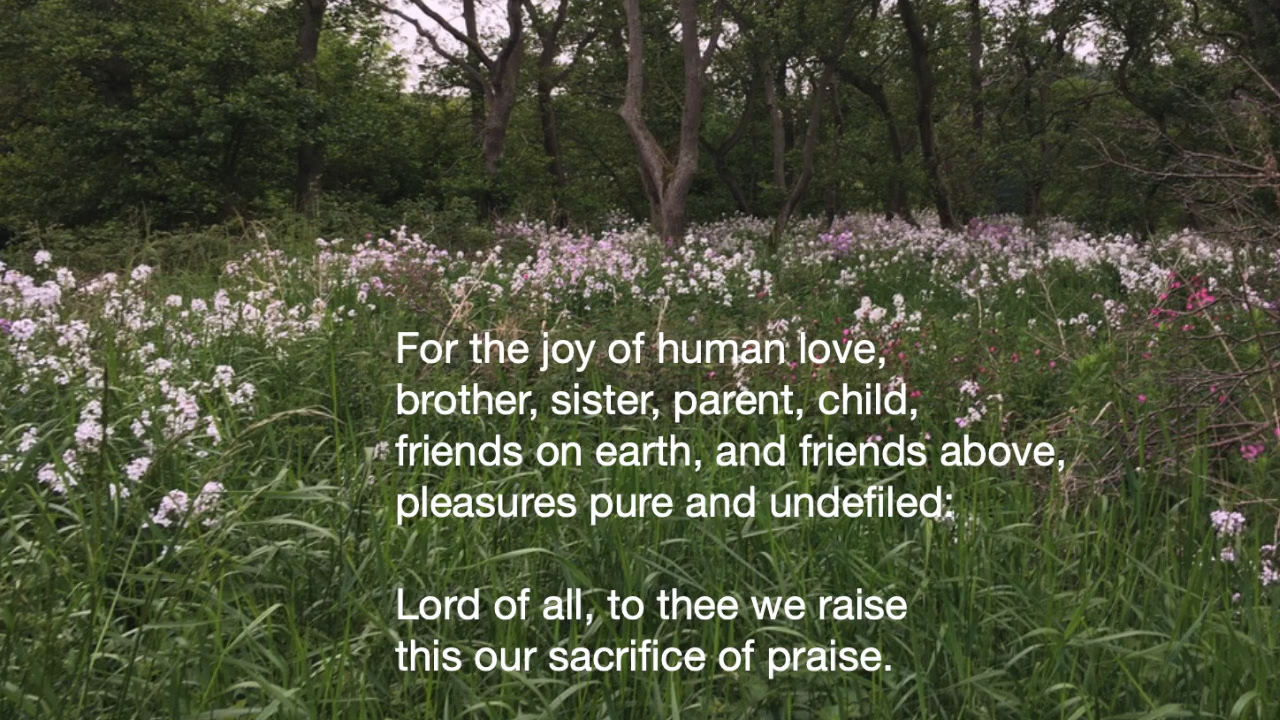 For the joy of human love,
brother, sister, parent, child,
friends on earth, and friends above,
pleasures pure and undefiled:
Lord of all, to thee we raise
this our sacrifice of praise.